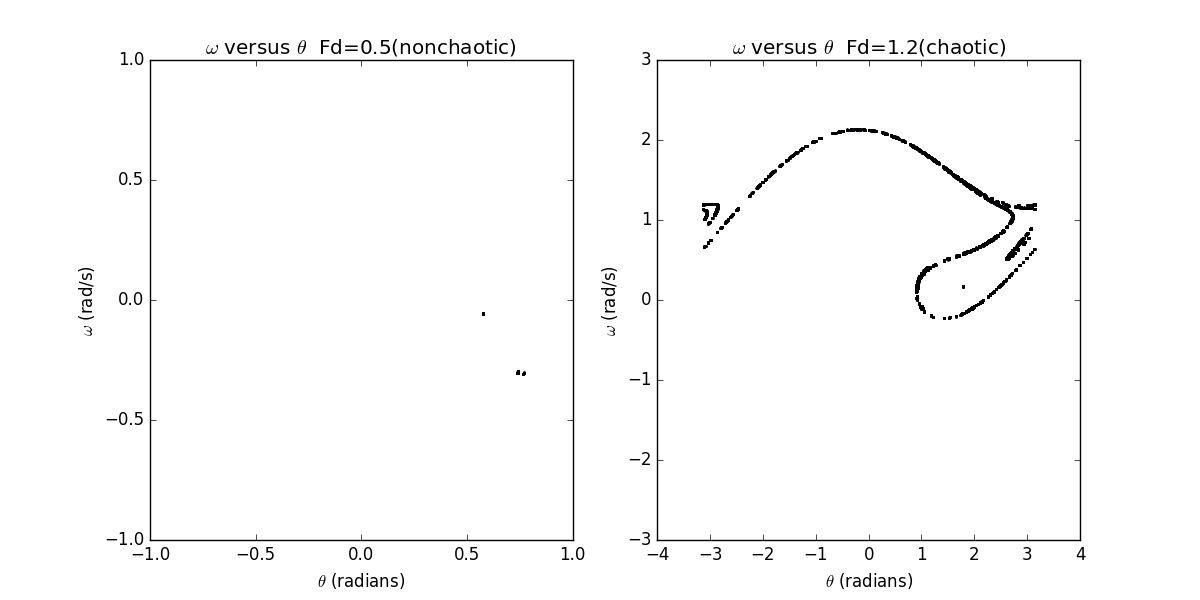 ω versus θ  Fd=0.5(nonchaotic)
1.0
0.5
0.0
−0.5
−1.0
ω (rad/s)
−1.0 −0.5 0.0 0.5 1.0
θ (radians)
ω versus θ  Fd=1.2(chaotic)
3
2
1
0
−1
−2
−3
ω (rad/s)
−4 −3 −2 −1 0 1 2 3 4
θ (radians)